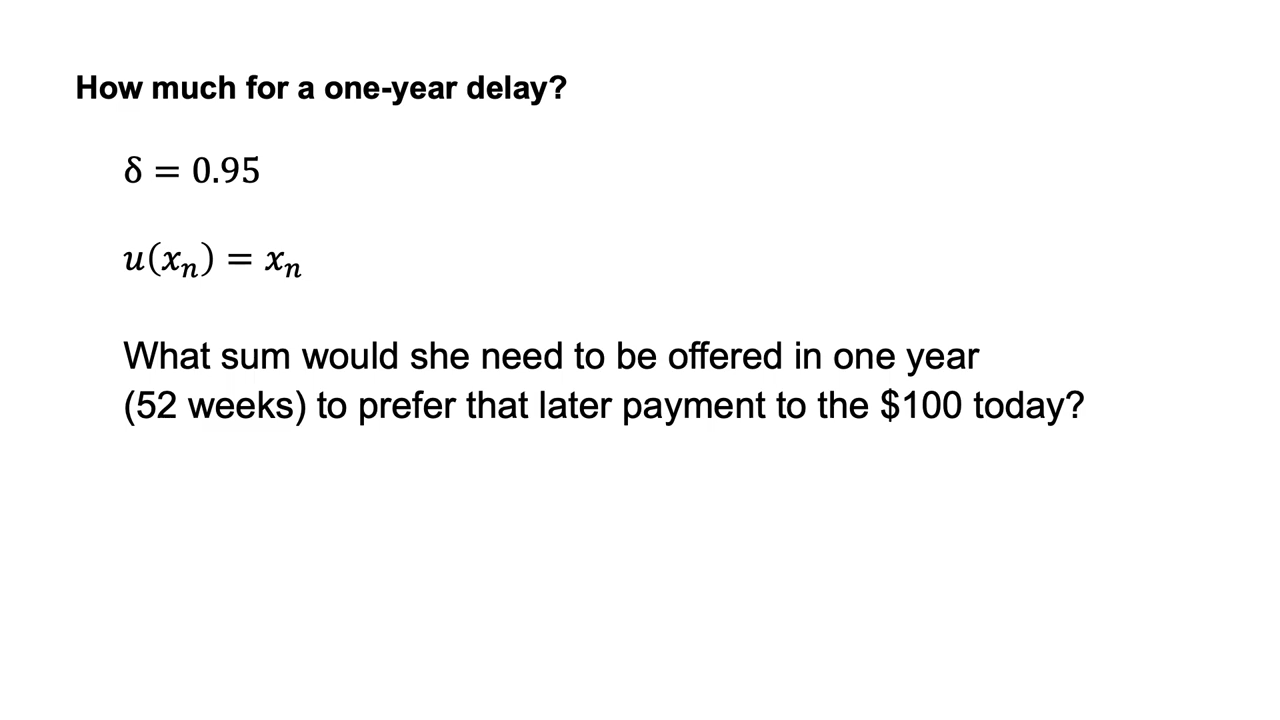 How much for a one-year delay?
δ = 0.95
𝑢(𝑥ₙ) = 𝑥ₙ
What sum would she need to be offered in one year
(52 weeks) to prefer that later payment to the $100 today?